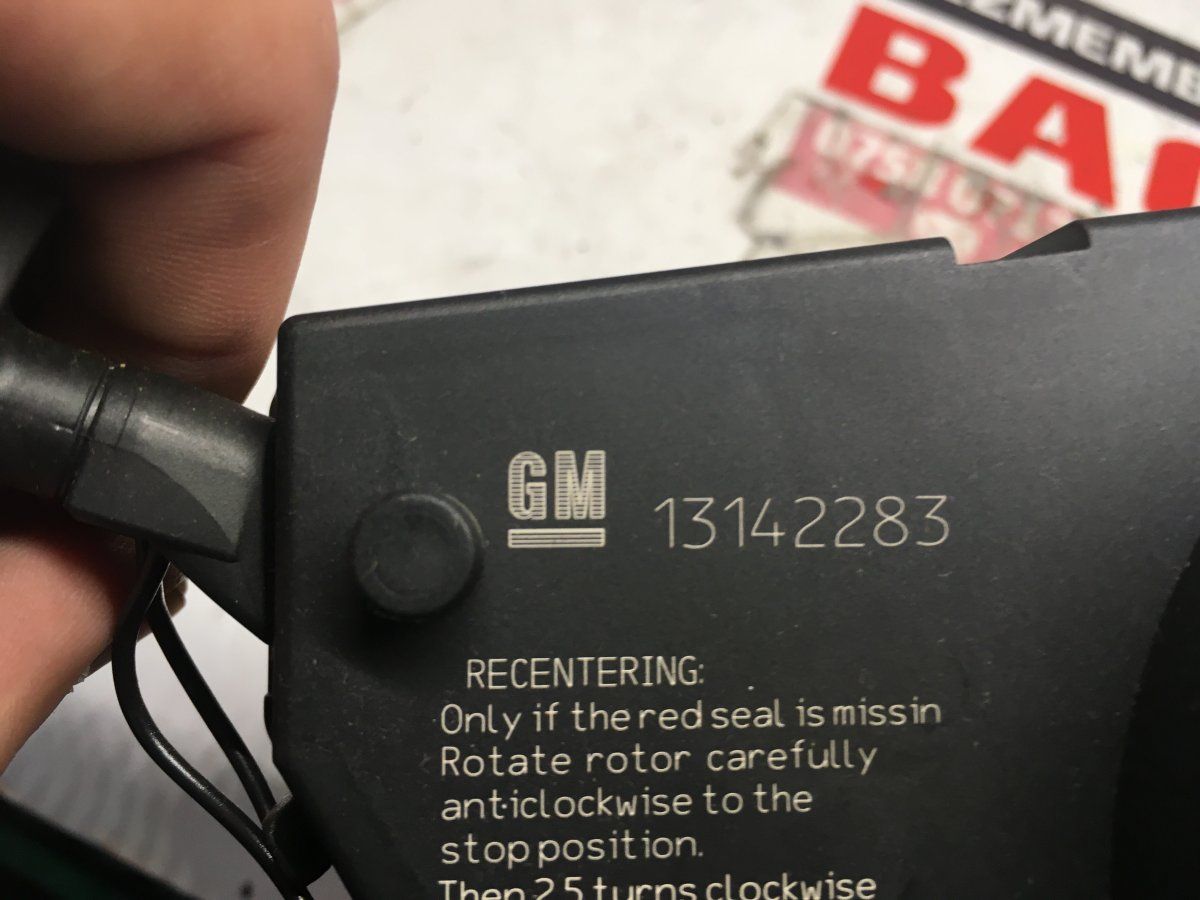 BA
GM 13142283
RECENTERING:
Only if the red seal is missin
Rotate rotor carefully
anticlockwise to the
stop position.
Then 2.5 turns clockwise